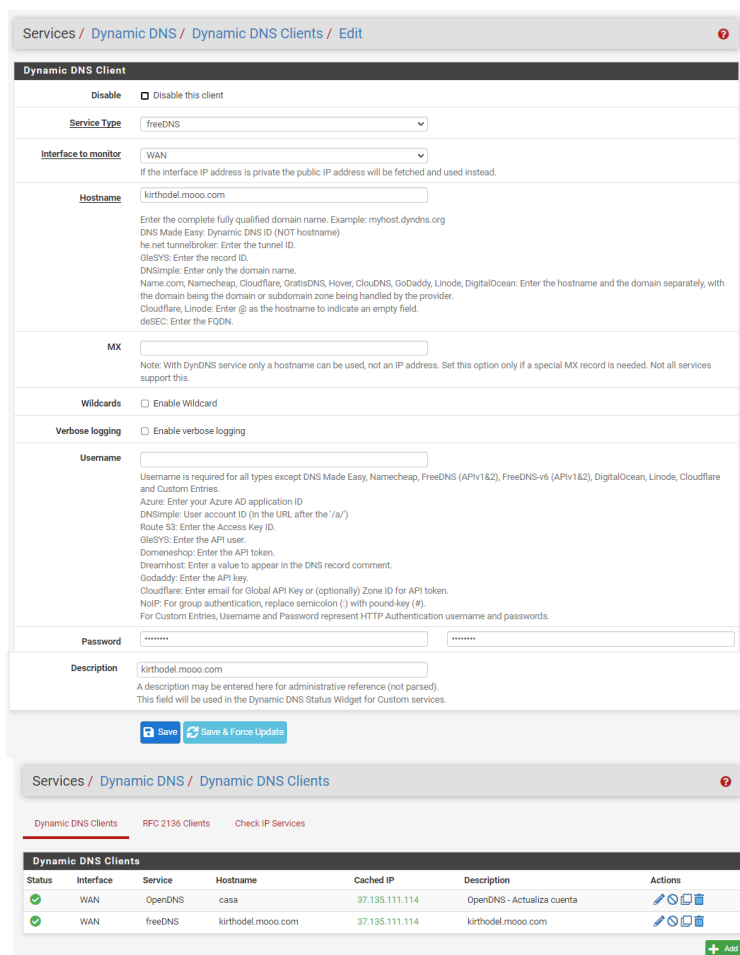 Services / Dynamic DNS / Dynamic DNS Clients / Edit
Dynamic DNS Client
Disable
Disable this client
Service Type
freeDNS
Interface to monitor
WAN
If the interface IP address is private the public IP address will be fetched and used instead.
Hostname
kirthodel.mooo.com
Enter the complete fully qualified domain name. Example: myhost.dyndns.org
DNS Made Easy: Dynamic DNS ID (NOT hostname)
he.net tunnelbroker: Enter the tunnel ID.
GleSYS: Enter the record ID.
DNSimple: Enter only the domain name.
Name.com, Namecheap, Cloudflare, GratisDNS, Hover, ClouDNS, GoDaddy, Linode, DigitalOcean: Enter the hostname and the domain separately, with
the domain being the domain or subdomain zone being handled by the provider.
Cloudflare, Linode: Enter @ as the hostname to indicate an empty field.
deSEC: Enter the FQDN.
MX
Note: With DynDNS service only a hostname can be used, not an IP address. Set this option only if a special MX record is needed. Not all services
support this.
Wildcards
Enable Wildcard
Verbose logging
Enable verbose logging
Username
Username is required for all types except DNS Made Easy, Namecheap, FreeDNS (APIv1&2), FreeDNS-v6 (APIv1&2), DigitalOcean, Linode, Cloudflare
and Custom Entries.
Azure: Enter your Azure AD application ID
DNSimple: User account ID (In the URL after the '/a/')
Route 53: Enter the Access Key ID.
GleSYS: Enter the API user.
Domeneshop: Enter the API token.
Dreamhost: Enter a value to appear in the DNS record comment.
Godaddy: Enter the API key.
Cloudflare: Enter email for Global API Key or (optionally) Zone ID for API token.
NoIP: For group authentication, replace semicolon (:) with pound-key (#).
For Custom Entries, Username and Password represent HTTP Authentication username and passwords.
Password
•••••••• ••••••••
Description
kirthodel.mooo.com
A description may be entered here for administrative reference (not parsed).
This field will be used in the Dynamic DNS Status Widget for Custom services.
Save Save & Force Update
Services / Dynamic DNS / Dynamic DNS Clients
Dynamic DNS Clients RFC 2136 Clients Check IP Services
Dynamic DNS Clients
Status Interface Service Hostname Cached IP Description Actions
WAN OpenDNS casa 37.135.111.114 OpenDNS - Actualiza cuenta
WAN freeDNS kirthodel.mooo.com 37.135.111.114 kirthodel.mooo.com
Add